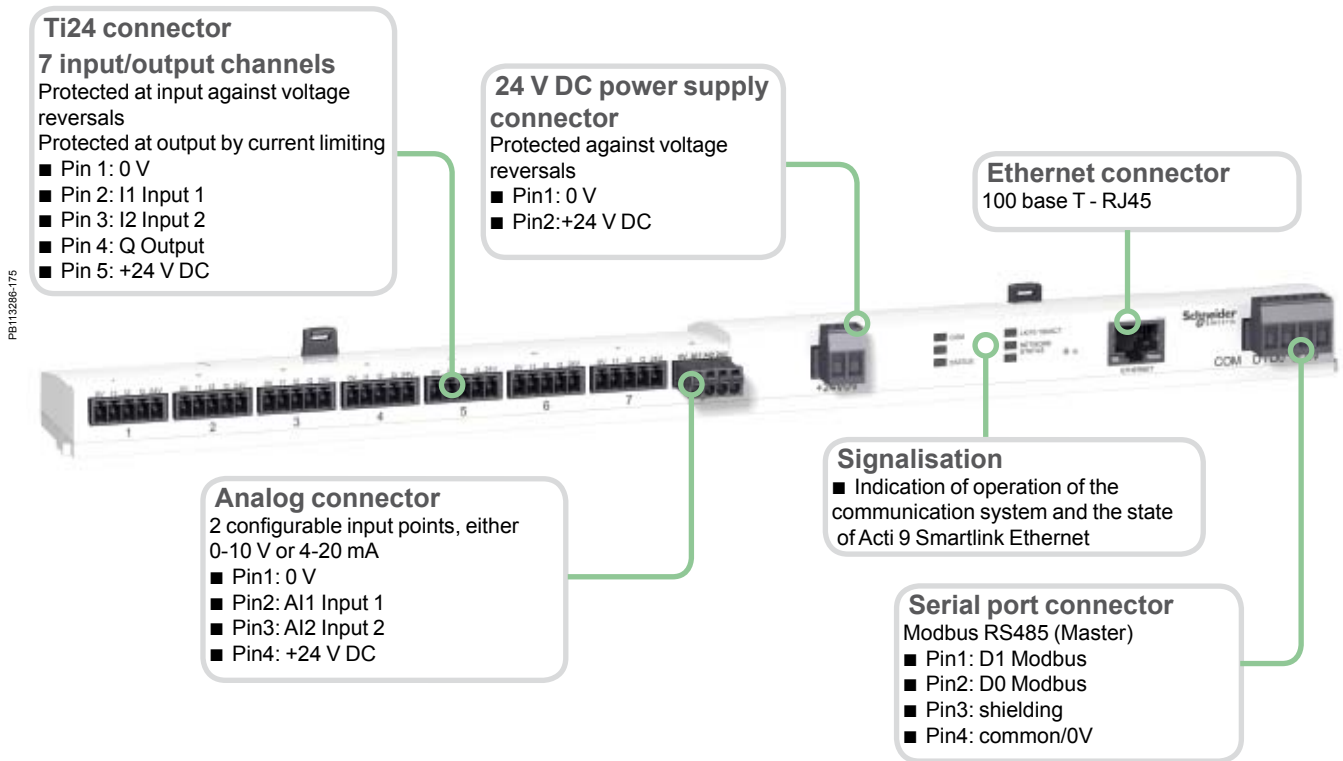 Ti24 connector
7 input/output channels
Protected at input against voltage
reversals
Protected at output by current limiting
■ Pin 1: 0 V
■ Pin 2: I1 Input 1
■ Pin 3: I2 Input 2
■ Pin 4: Q Output
■ Pin 5: +24 V DC
24 V DC power supply
connector
Protected against voltage
reversals
■ Pin1: 0 V
■ Pin2:+24 V DC
Ethernet connector
100 base T - RJ45
PB113286-175
Schneider
Electric
COM
ETHERNET
1
2
3
4
5
6
7
Analog connector
2 configurable input points, either
0-10 V or 4-20 mA
■ Pin1: 0 V
■ Pin2: AI1 Input 1
■ Pin3: AI2 Input 2
■ Pin4: +24 V DC
Signalisation
■ Indication of operation of the
communication system and the state
of Acti 9 Smartlink Ethernet
Serial port connector
Modbus RS485 (Master)
■ Pin1: D1 Modbus
■ Pin2: D0 Modbus
■ Pin3: shielding
■ Pin4: common/0V